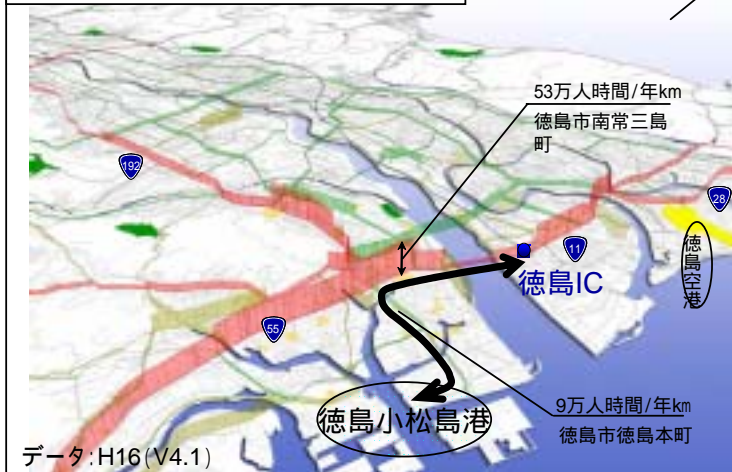 53万人時間/年km
徳島市南常三島
町
192
28
11
徳島空港
徳島IC
55
徳島小松島港
9万人時間/年km
徳島市徳島本町
データ:H16(V4.1)